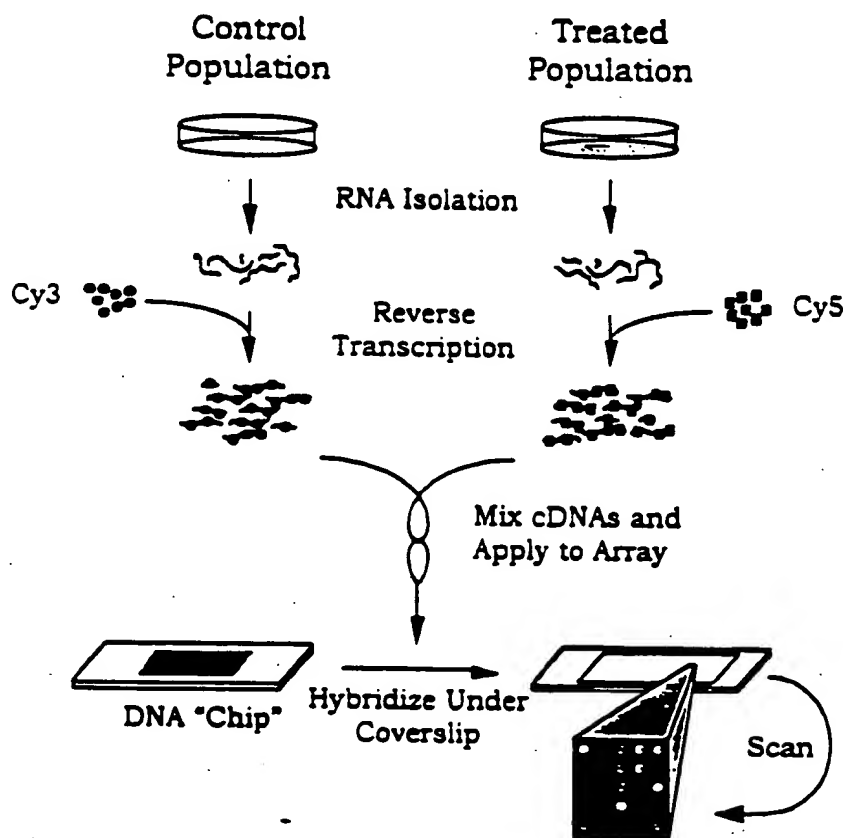 Control
Population
Treated
Population
RNA Isolation
Cy3
Reverse
Transcription
Cy5
Mix cDNAs and
Apply to Array
DNA "Chip"
Hybridize Under
Coverslip
Scan